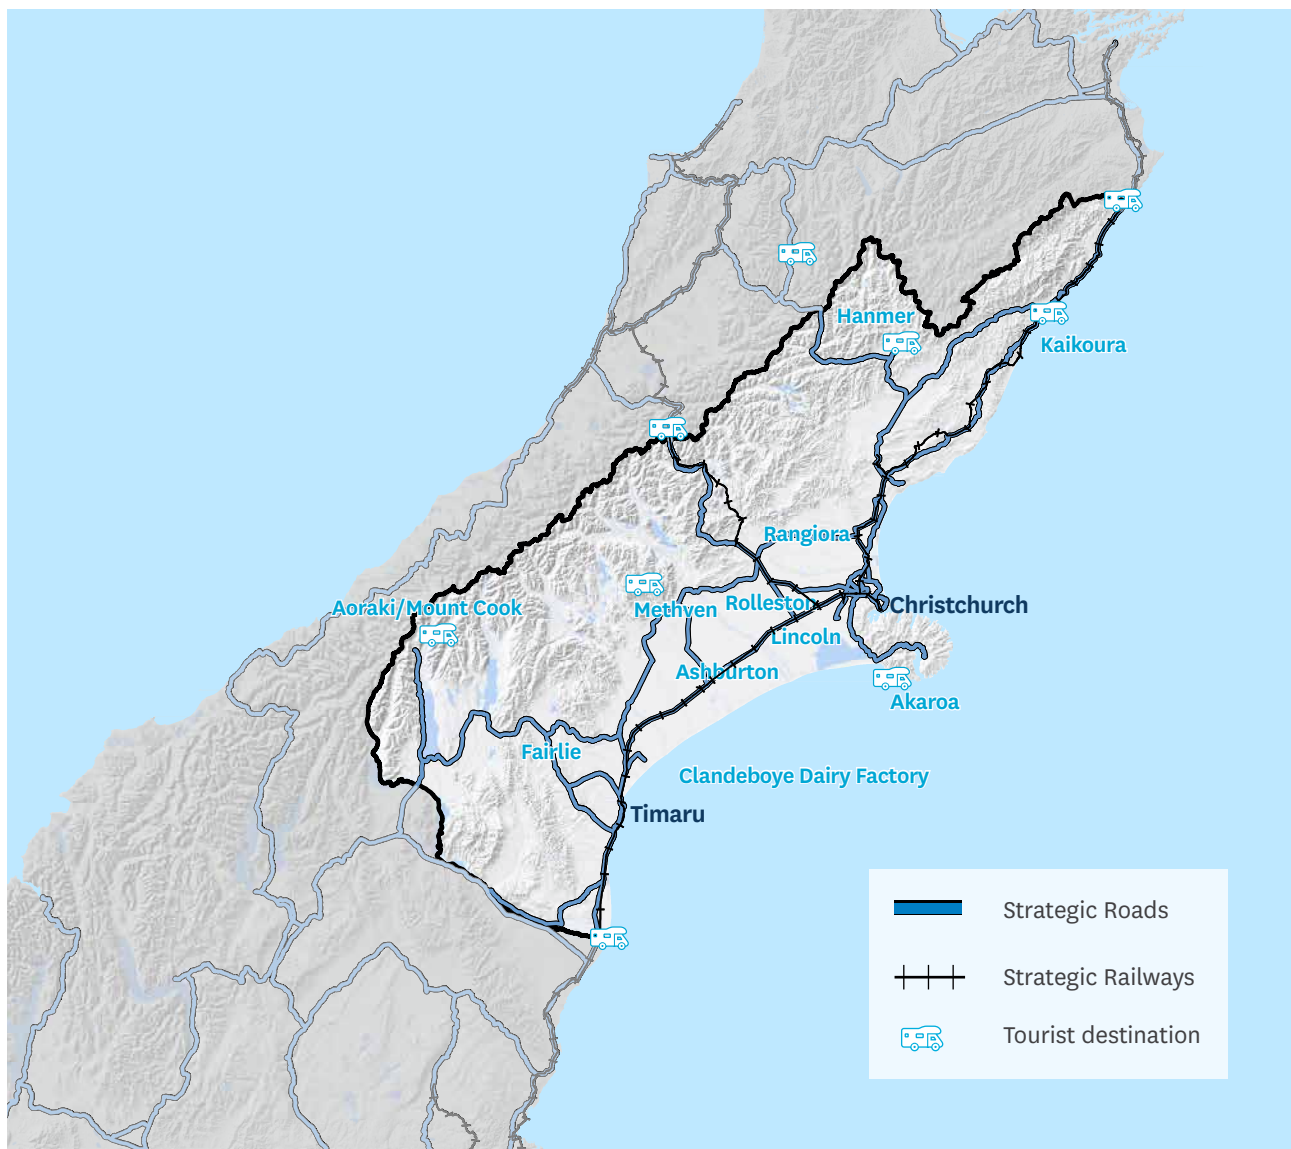 Hanmer
Kaikoura
Rangiora
Aoraki/Mount Cook
Methven
Rolleston
Christchurch
Lincoln
Ashburton
Akaroa
Fairlie
Clandeboye Dairy Factory
Timaru
Strategic Roads
Strategic Railways
Tourist destination